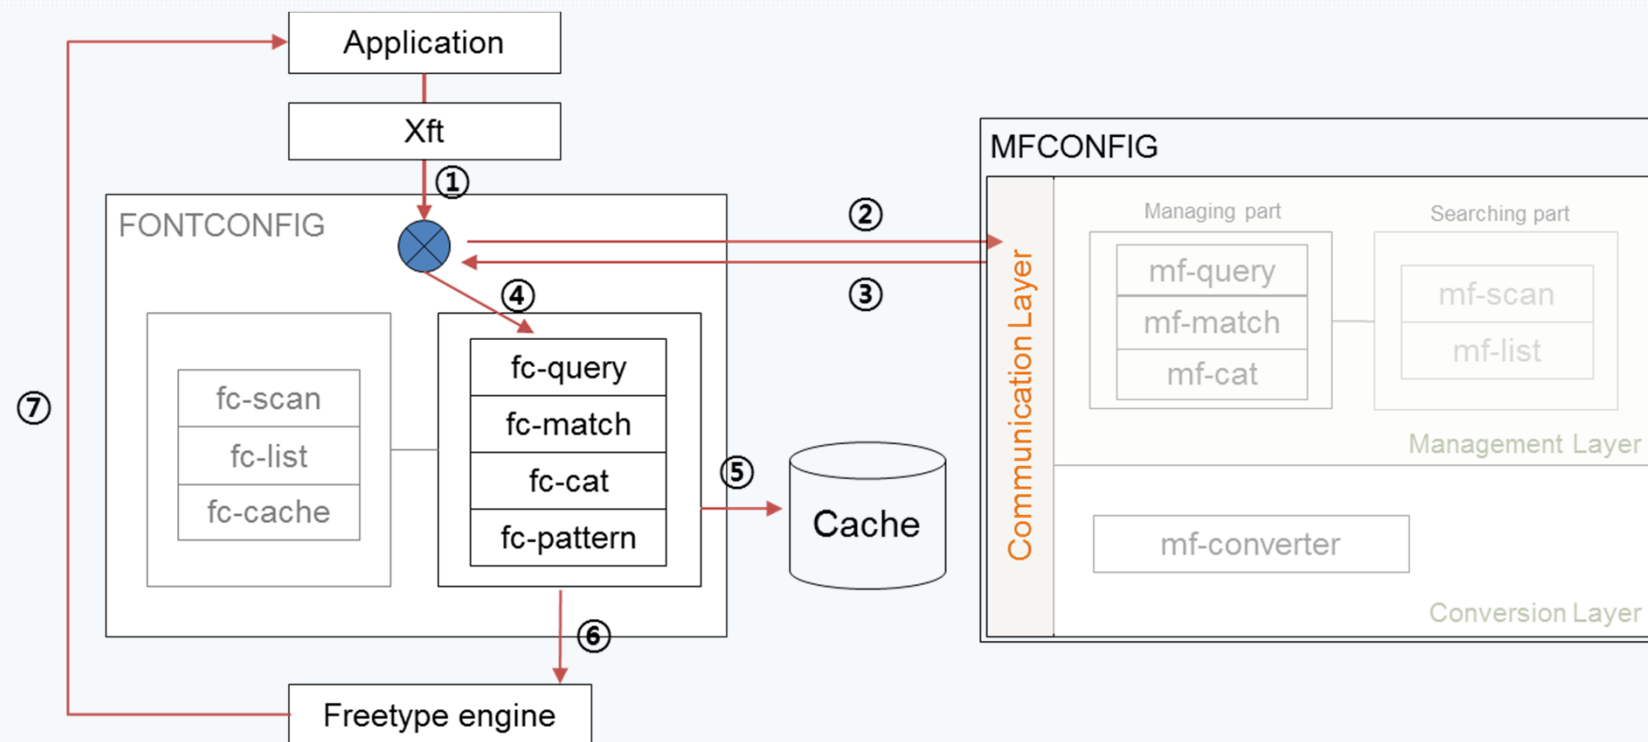 Application
Xft
①
FONTCONFIG
②
③
④
fc-scan
fc-list
fc-cache
fc-query
fc-match
fc-cat
fc-pattern
⑤
Cache
⑥
⑦
Freetype engine
MFCONFIG
Communication Layer
Managing part
mf-query
mf-match
mf-cat
Searching part
mf-scan
mf-list
Management Layer
mf-converter
Conversion Layer